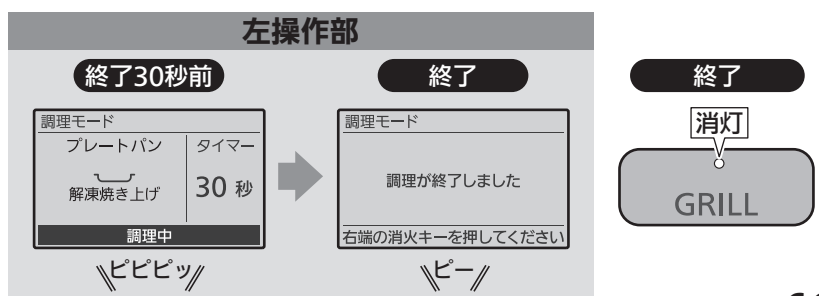 左操作部
終了30秒前
調理モード
プレートパン
タイマー
解凍焼き上げ
30 秒
調理中
ピピピッ
終了
調理モード
調理が終了しました
右端の消火キーを押してください
ピー
終了
消灯
GRILL